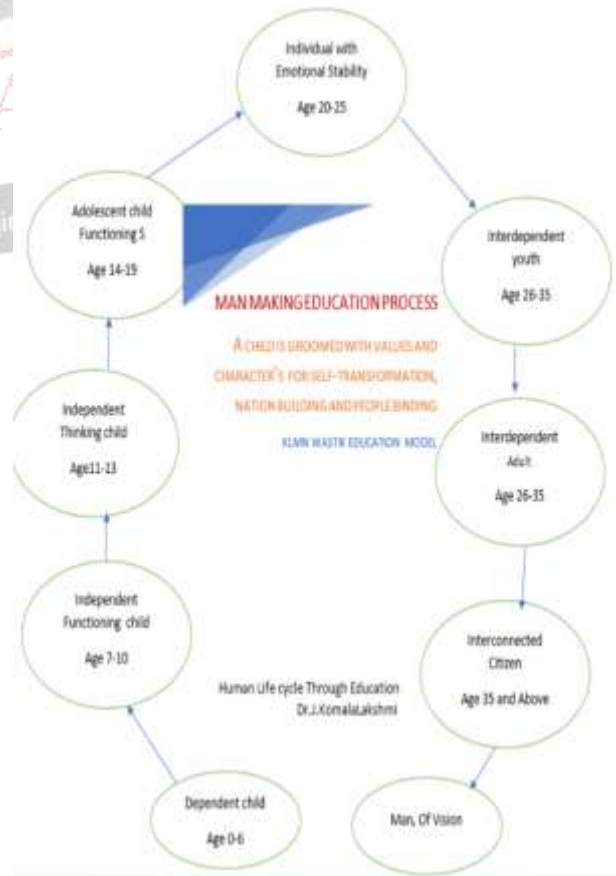 Individual with
Emotional Stability
Age 20-25
Adolescent child
Functioning S
Age 14-19
Interdependent
youth
Age 26-35
MAN MAKING EDUCATION PROCESS
A CHILD IS GROOMED WITH VALUES AND
CHARACTER'S FOR SELF-TRANSFORMATION,
NATION BUILDING AND PEOPLE BINDING
KLMN WASTR EDUCATION MODEL
Independent
Thinking child
Age11-13
Interdependent
Adult
Age 26-35
Independent
Functioning child
Age 7-10
Interconnected
Citizen
Age 35 and Above
Human Life cycle Through Education
Dr.J.KomalaLakshmi
Dependent child
Age 0-6
Man, Of Vision